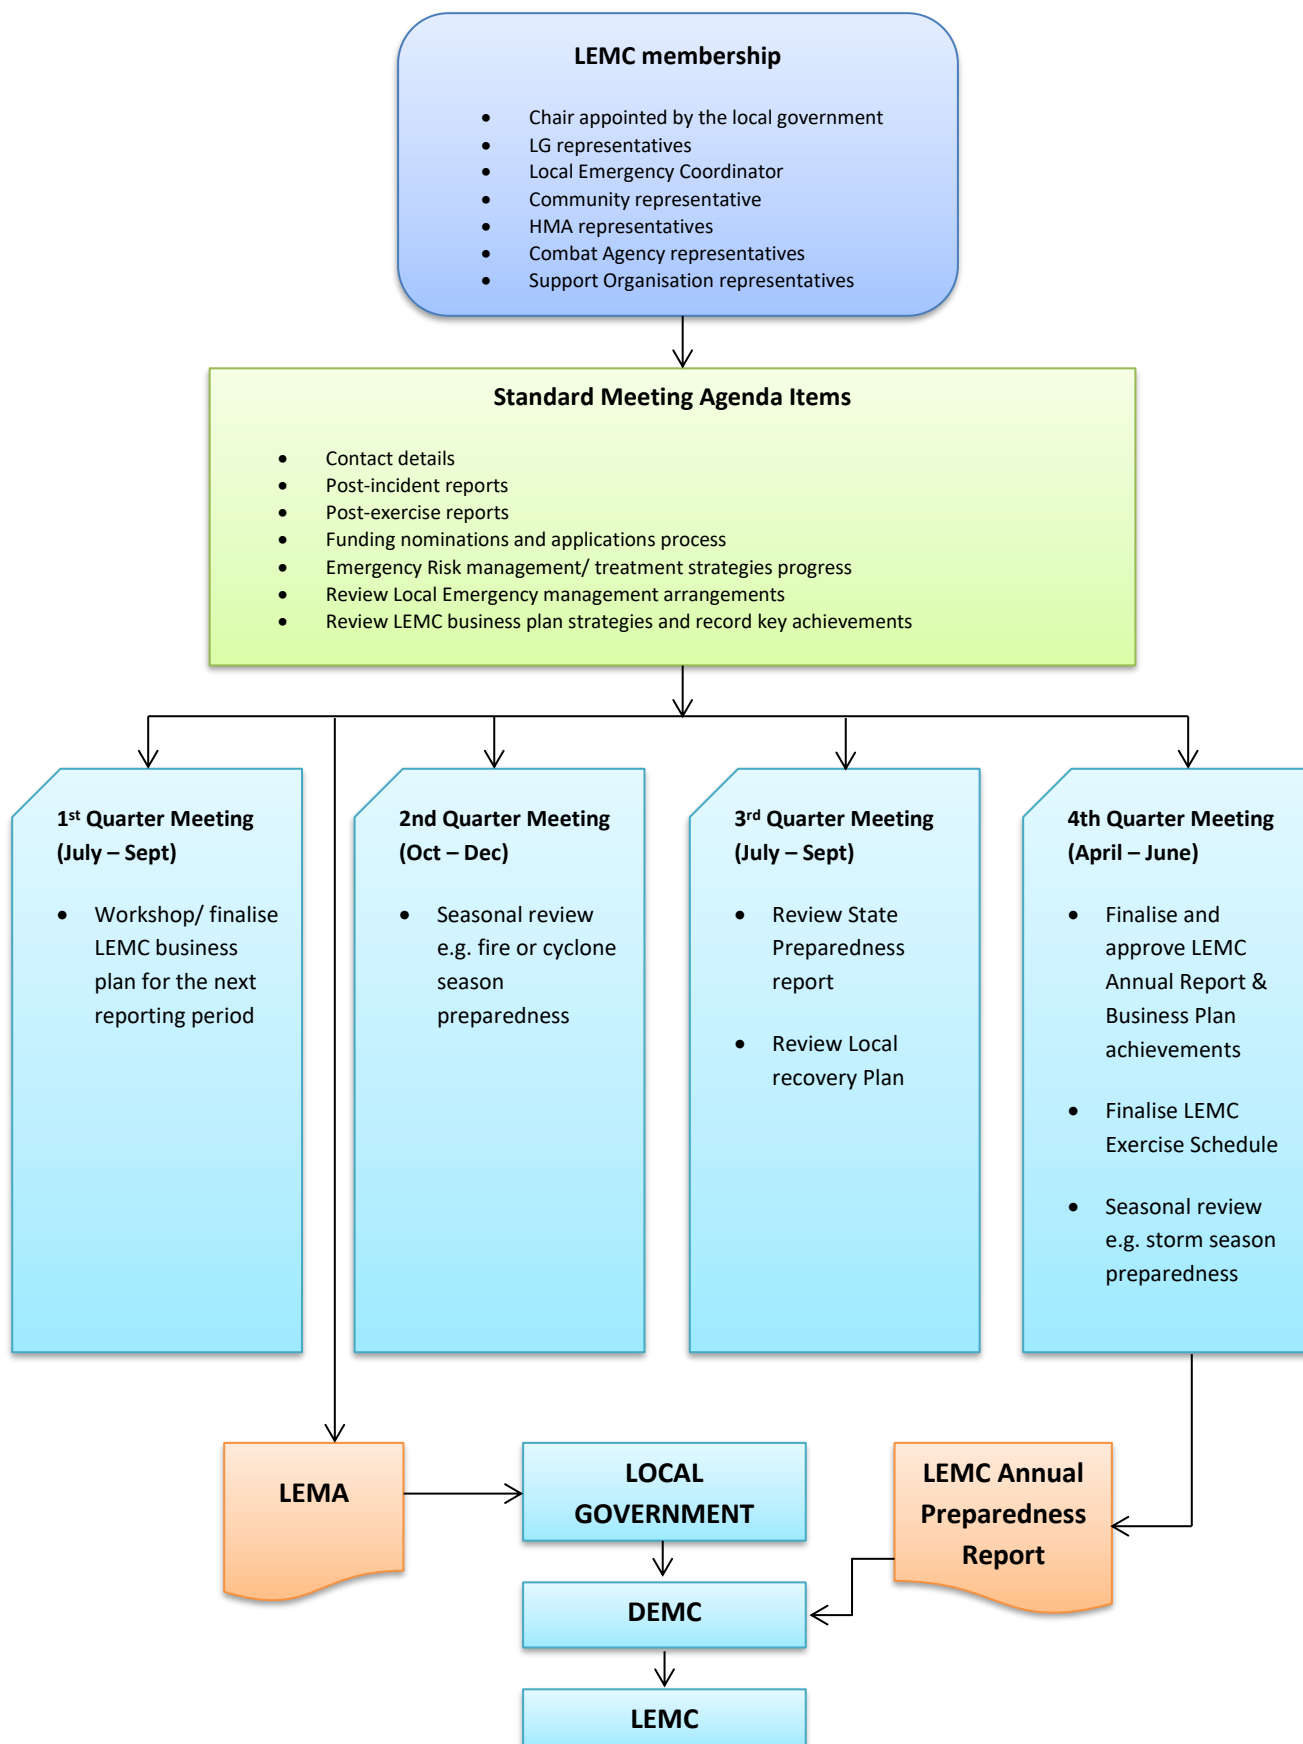 LEMC membership
• Chair appointed by the local government
• LG representatives
• Local Emergency Coordinator
• Community representative
• HMA representatives
• Combat Agency representatives
• Support Organisation representatives
Standard Meeting Agenda Items
• Contact details
• Post-incident reports
• Post-exercise reports
• Funding nominations and applications process
• Emergency Risk management/ treatment strategies progress
• Review Local Emergency management arrangements
• Review LEMC business plan strategies and record key achievements
1st Quarter Meeting
(July – Sept)
• Workshop/ finalise
LEMC business
plan for the next
reporting period
2nd Quarter Meeting
(Oct – Dec)
• Seasonal review
e.g. fire or cyclone
season
preparedness
3rd Quarter Meeting
(July – Sept)
• Review State
Preparedness
report
• Review Local
recovery Plan
4th Quarter Meeting
(April – June)
• Finalise and
approve LEMC
Annual Report &
Business Plan
achievements
• Finalise LEMC
Exercise Schedule
• Seasonal review
e.g. storm season
preparedness
LEMA
LOCAL
GOVERNMENT
LEMC Annual
Preparedness
Report
DEMC
LEMC